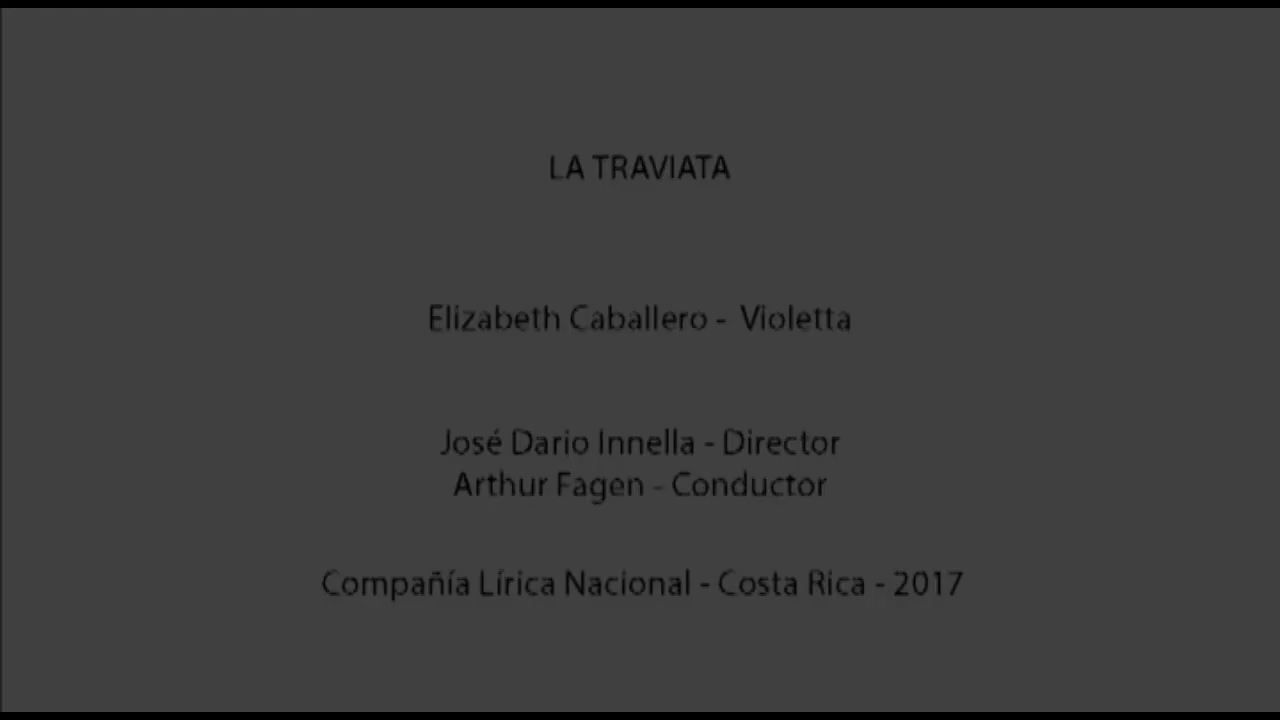 LA TRAVIATA
Elizabeth Caballero - Violetta
José Dario Innella - Director
Arthur Fagen - Conductor
Compañía Lírica Nacional - Costa Rica - 2017